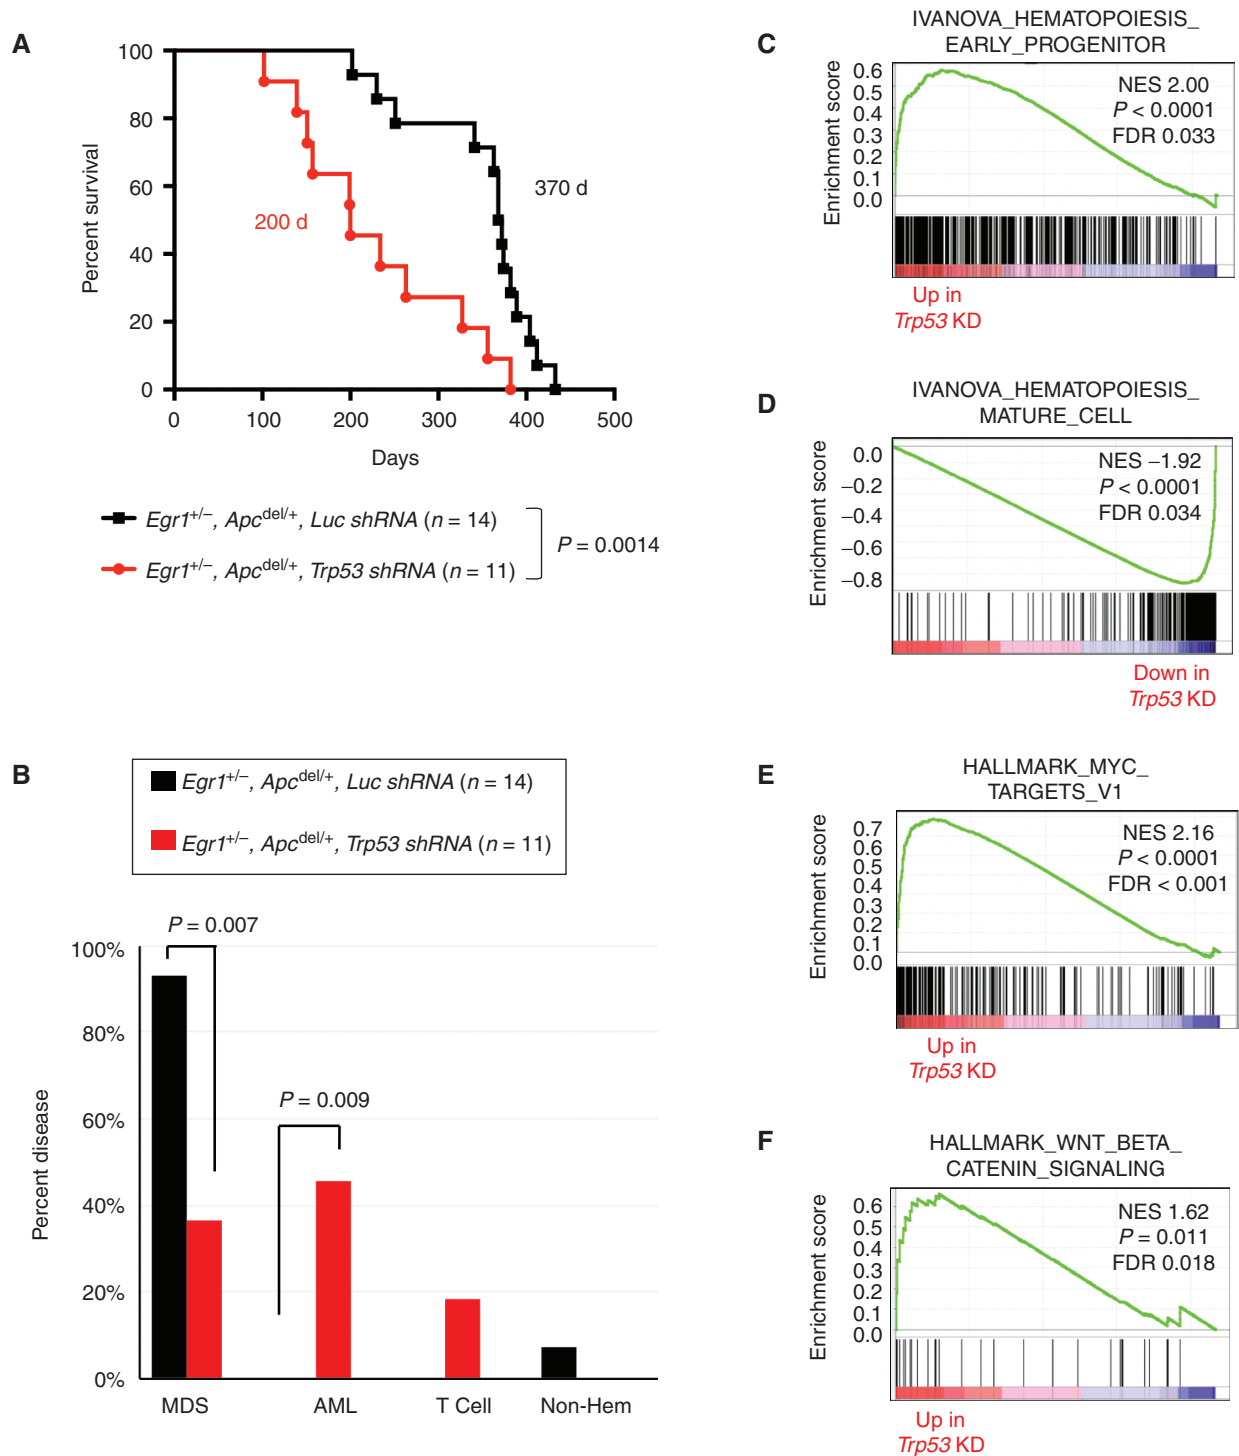 A
100
80
60
40
20
0
Percent survival
0 100 200 300 400 500
Days
200 d
370 d
Egr1+/–, Apcdel/+, Luc shRNA (n = 14)
Egr1+/–, Apcdel/+, Trp53 shRNA (n = 11)
P = 0.0014
B
Egr1+/–, Apcdel/+, Luc shRNA (n = 14)
Egr1+/–, Apcdel/+, Trp53 shRNA (n = 11)
P = 0.007
P = 0.009
100%
80%
60%
40%
20%
0%
Percent disease
MDS AML T Cell Non-Hem
C
IVANOVA_HEMATOPOIESIS_
EARLY_PROGENITOR
Enrichment score
0.6
0.5
0.4
0.3
0.2
0.1
0.0
NES 2.00
P < 0.0001
FDR 0.033
Up in
Trp53 KD
D
IVANOVA_HEMATOPOIESIS_
MATURE_CELL
Enrichment score
0.0
–0.2
–0.4
–0.6
–0.8
NES –1.92
P < 0.0001
FDR 0.034
Down in
Trp53 KD
E
HALLMARK_MYC_
TARGETS_V1
Enrichment score
0.7
0.6
0.5
0.4
0.3
0.2
0.1
0.0
NES 2.16
P < 0.0001
FDR < 0.001
Up in
Trp53 KD
F
HALLMARK_WNT_BETA_
CATENIN_SIGNALING
Enrichment score
0.6
0.5
0.4
0.3
0.2
0.1
0.0
NES 1.62
P = 0.011
FDR 0.018
Up in
Trp53 KD